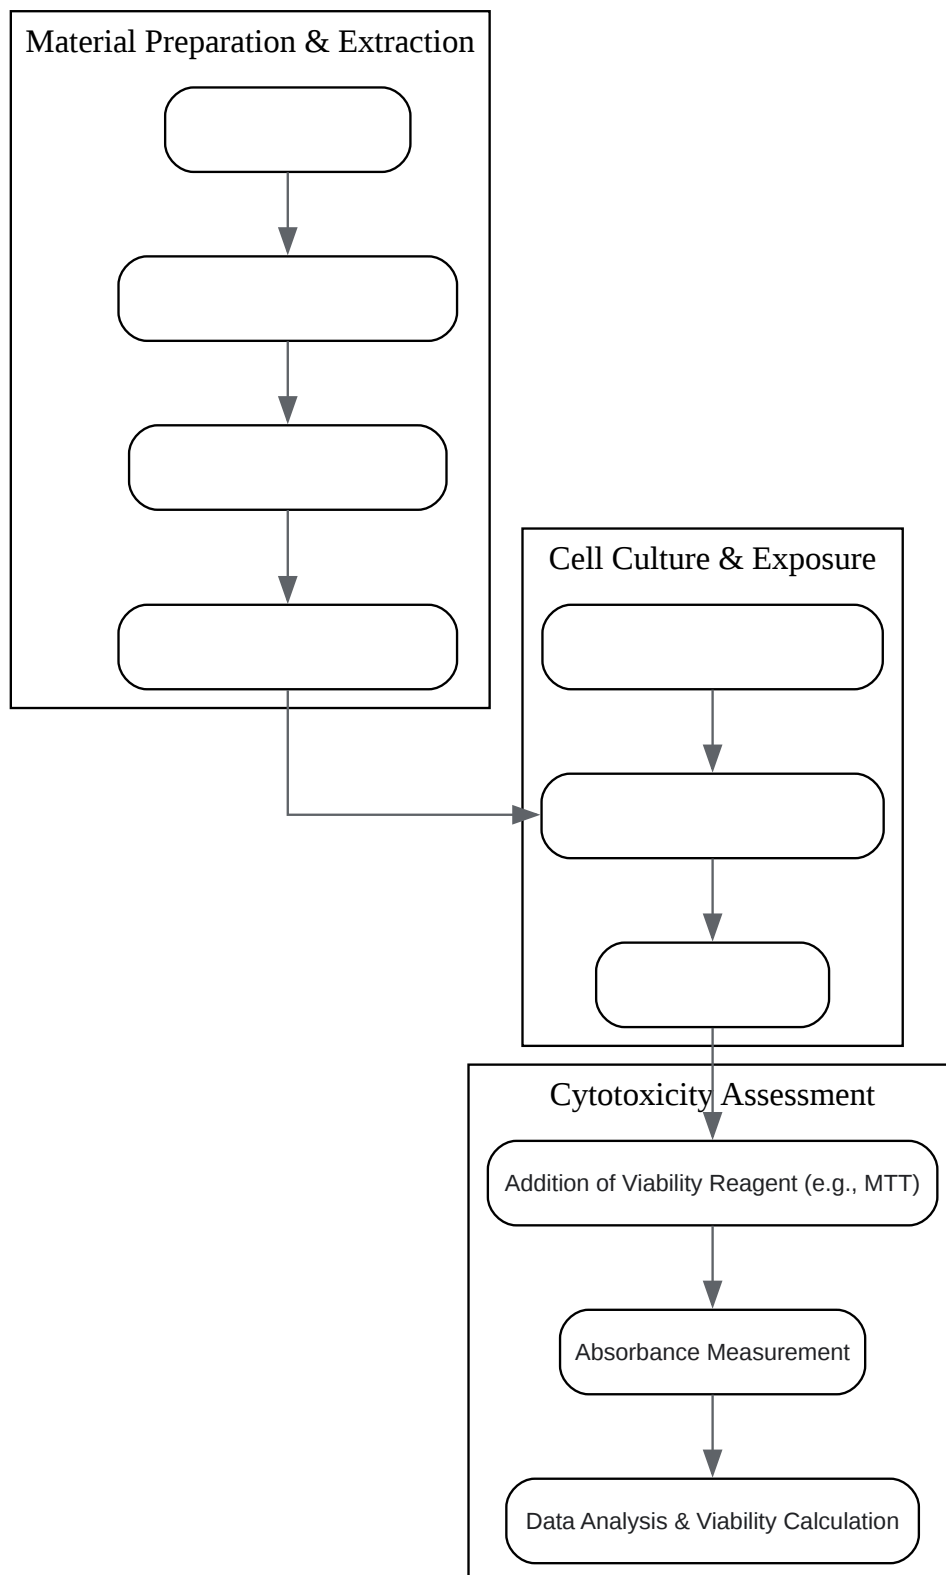 Material Preparation & Extraction
Cell Culture & Exposure
Cytotoxicity Assessment
Addition of Viability Reagent (e.g., MTT)
Absorbance Measurement
Data Analysis & Viability Calculation